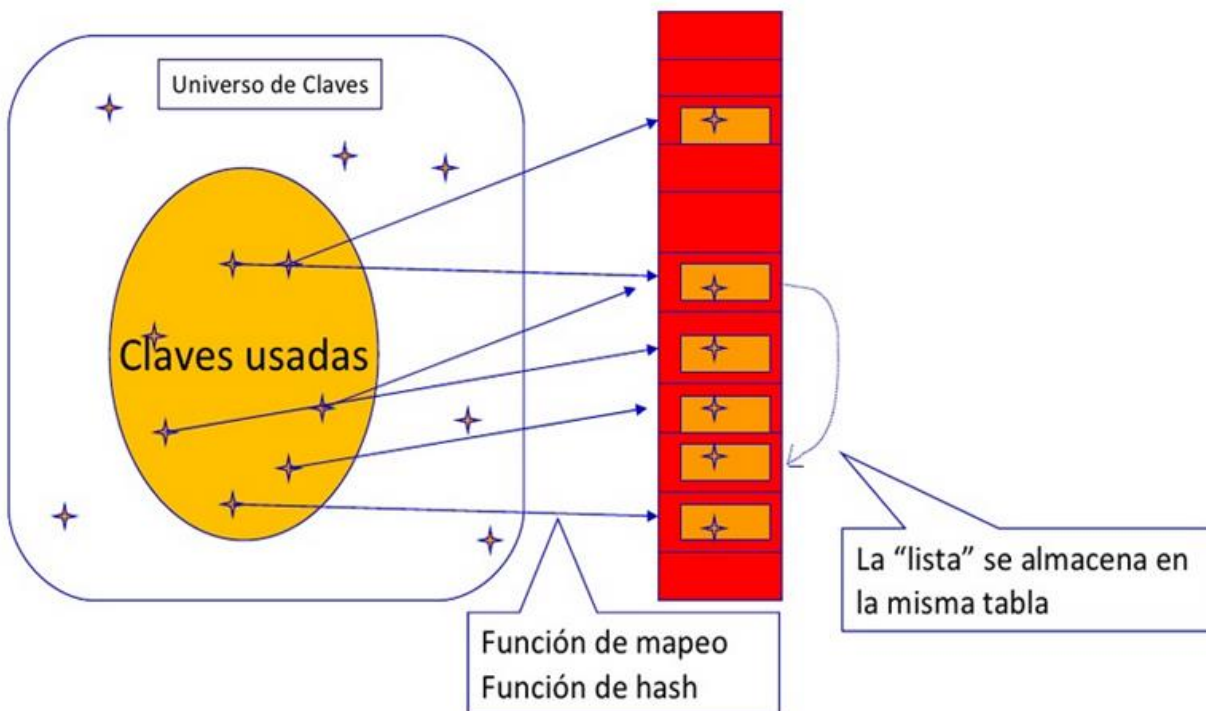 Universo de Claves
Claves usadas
Función de mapeo
Función de hash
La “lista” se almacena en
la misma tabla